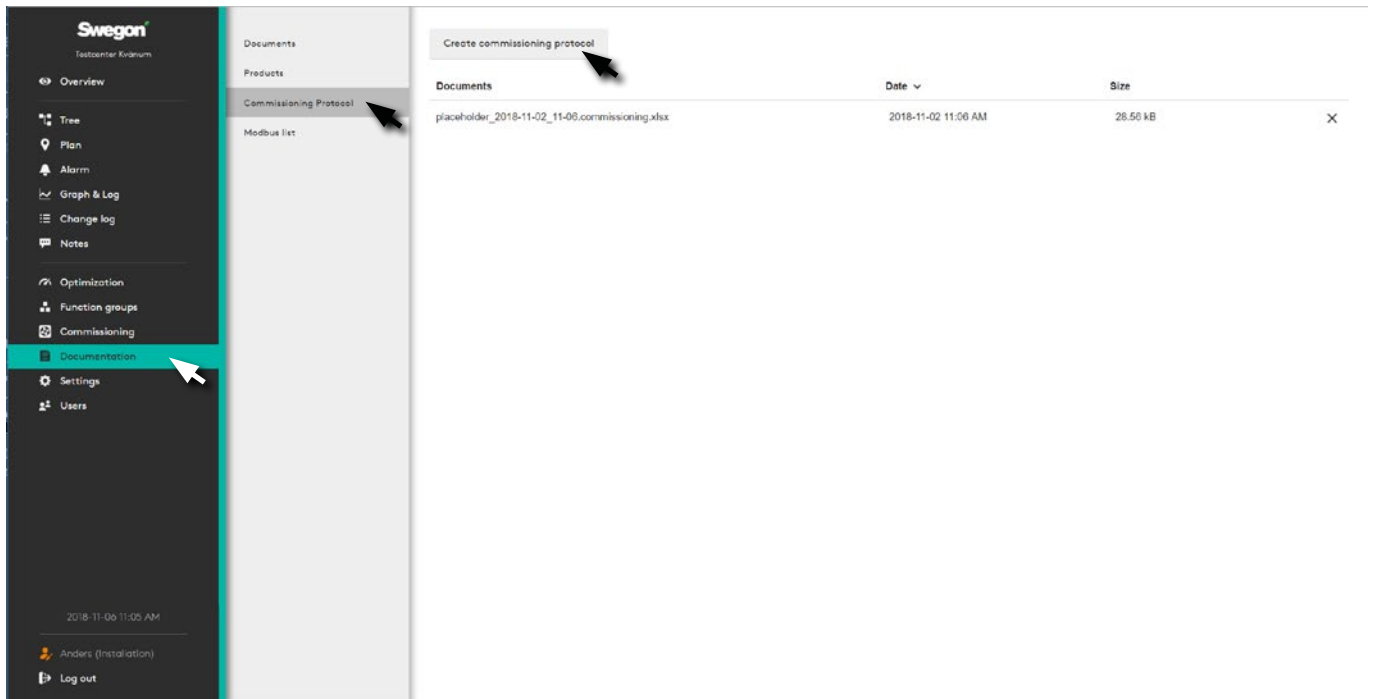 Swegon
Testcenter Kvänum
Overview
Tree
Plan
Alarm
Graph & Log
Change log
Notes
Optimization
Function groups
Commissioning
Documentation
Settings
Users
2018-11-06 11:05 AM
Anders (Installation)
Log out
Documents
Products
Commissioning Protocol
Modbus list
Create commissioning protocol
Documents Date Size
placeholder_2018-11-02_11-06.commissioning.xlsx 2018-11-02 11:06 AM 28.56 kB